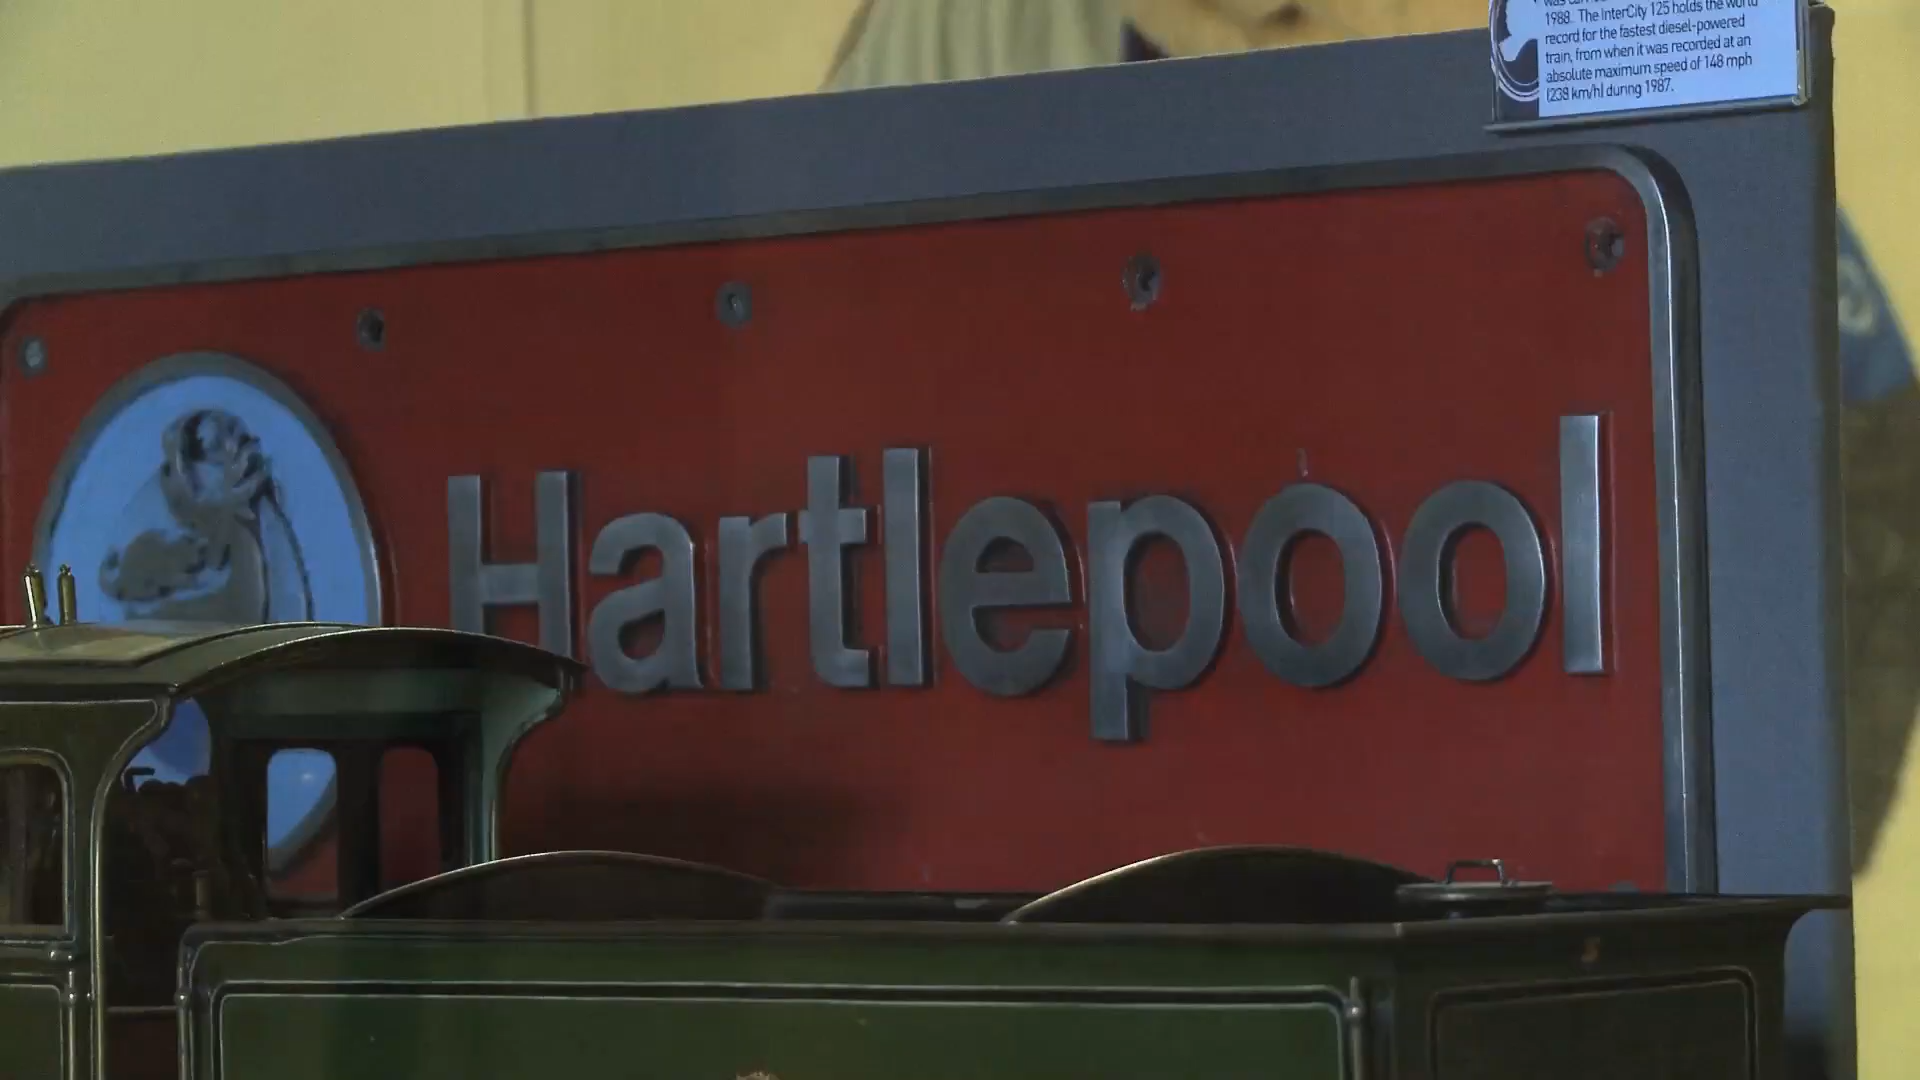 1988. The InterCity 125 holds the world
record for the fastest diesel-powered
train, from when it was recorded at an
absolute maximum speed of 148 mph
(238 km/h) during 1987.
Hartlepool